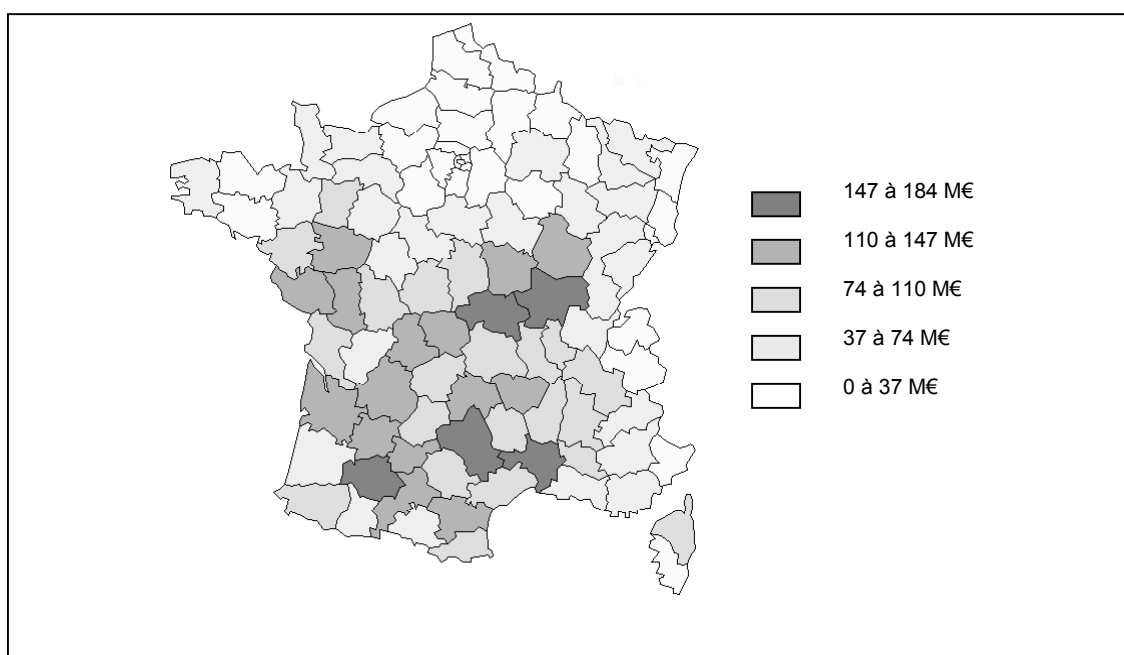 147 à 184 M€
110 à 147 M€
74 à 110 M€
37 à 74 M€
0 à 37 M€